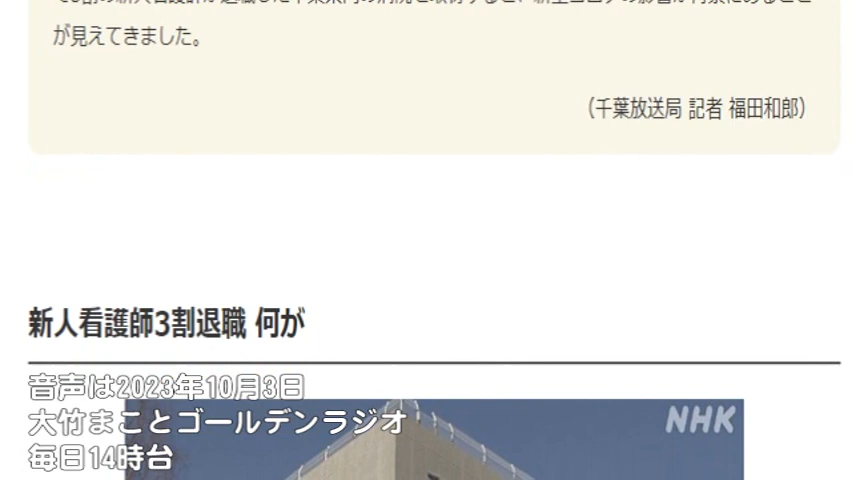 が見えてきました。
（千葉放送局 記者 福田和郎）
新人看護師3割退職 何が
音声は2023年10月3日
大竹まことゴールデンラジオ
毎日14時台
NHK